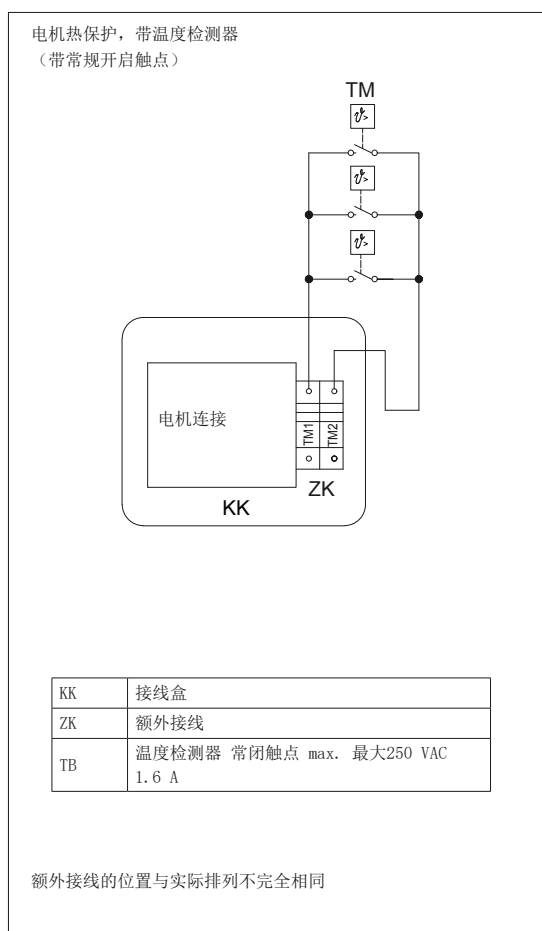 电机热保护，带温度检测器
（带常规开启触点）
TM
ϑ>
ϑ>
ϑ>
电机连接
TM1
TM2
ZK
KK
KK 接线盒
ZK 额外接线
TB 温度检测器 常闭触点 max. 最大250 VAC
1.6 A
额外接线的位置与实际排列不完全相同